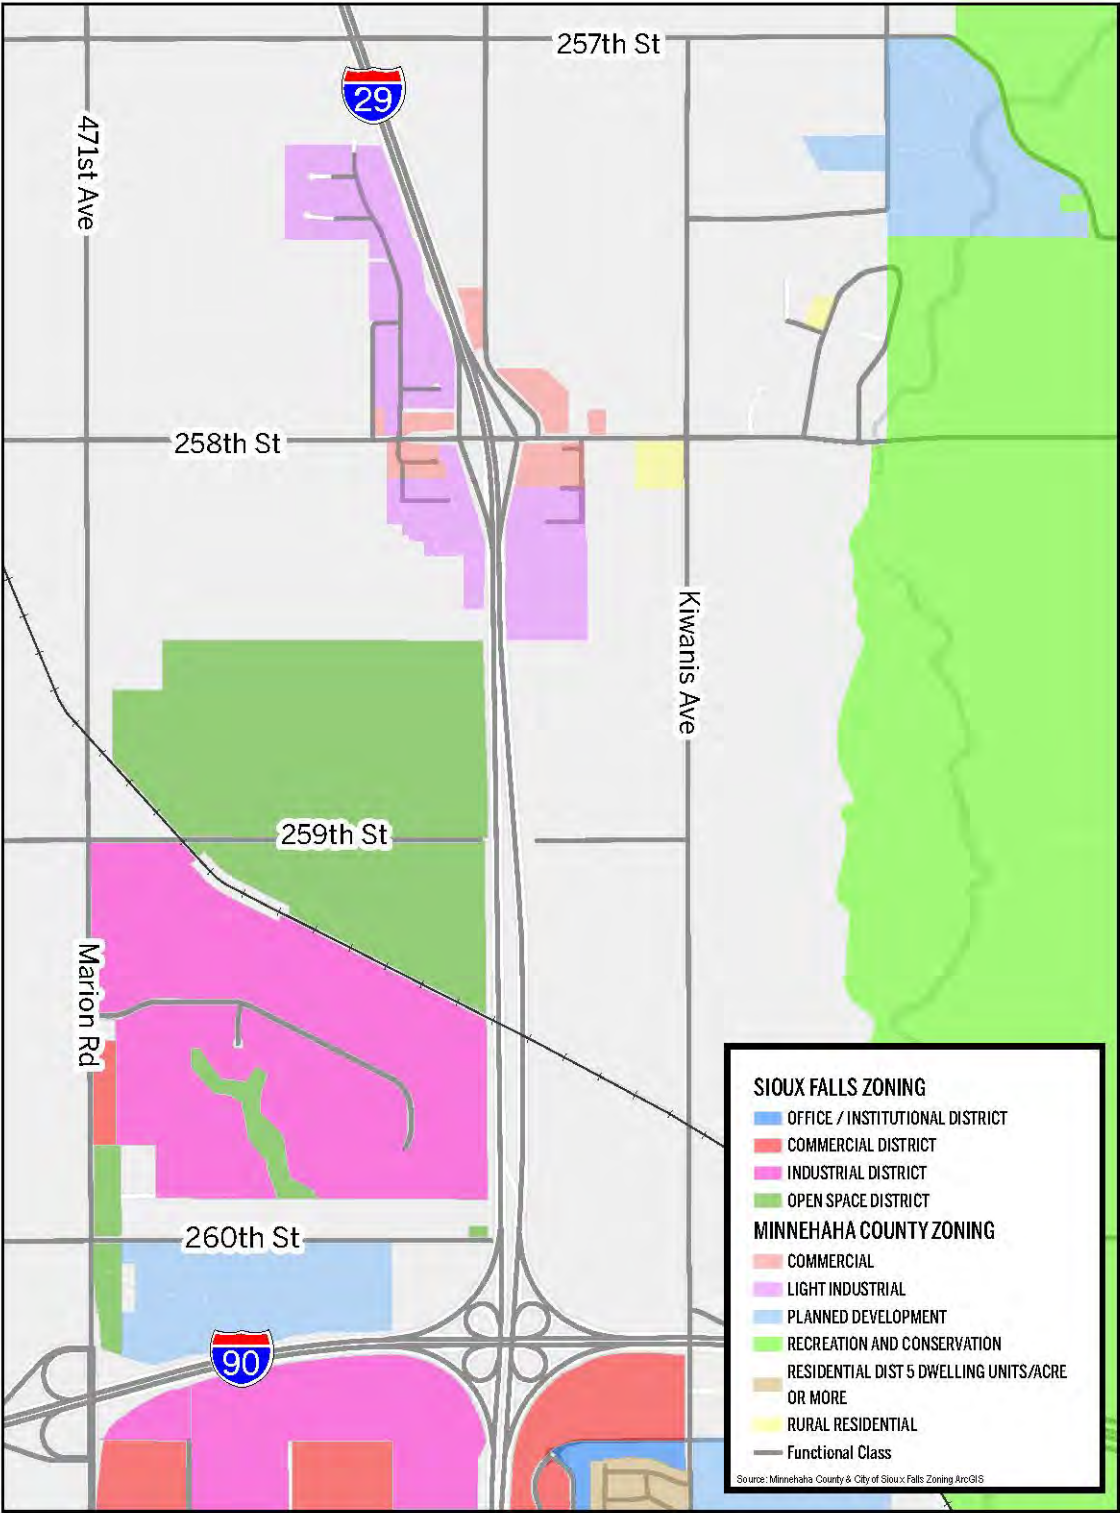 257th St
29
471st Ave
258th St
Kiwanis Ave
259th St
Marion Rd
260th St
90
SIOUX FALLS ZONING
OFFICE / INSTITUTIONAL DISTRICT
COMMERCIAL DISTRICT
INDUSTRIAL DISTRICT
OPEN SPACE DISTRICT
MINNEHAHA COUNTY ZONING
COMMERCIAL
LIGHT INDUSTRIAL
PLANNED DEVELOPMENT
RECREATION AND CONSERVATION
RESIDENTIAL DIST 5 DWELLING UNITS/ACRE
OR MORE
RURAL RESIDENTIAL
Functional Class
Source: Minnehaha County & City of Sioux Falls Zoning ArcGIS